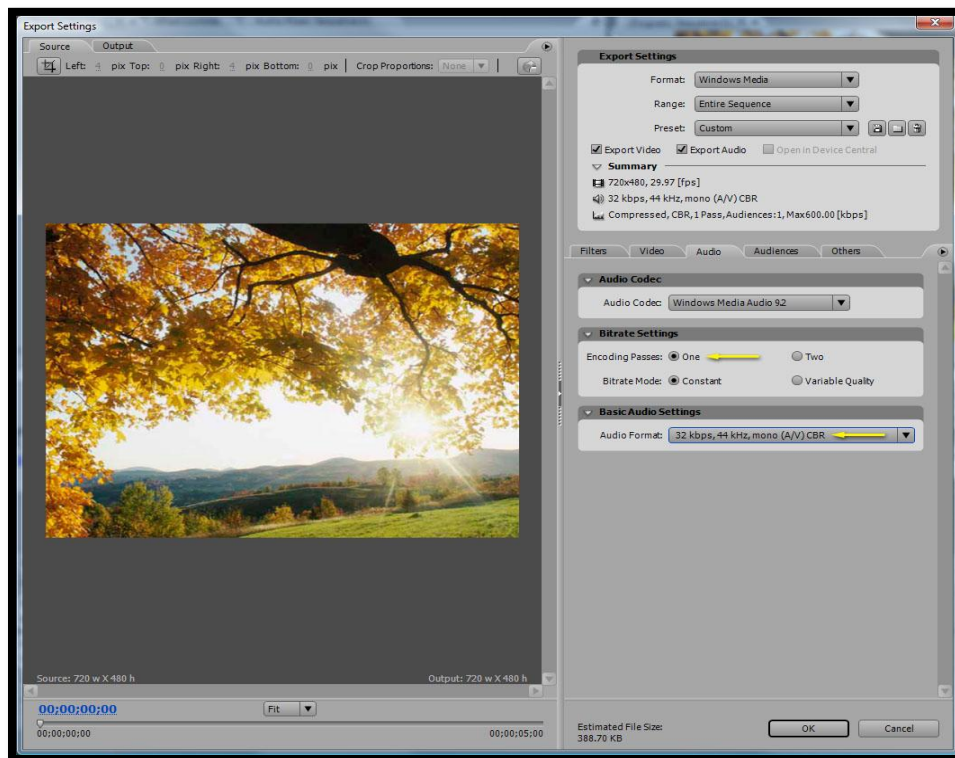 Export Settings
Source Output
Left: 4 pix Top: 0 pix Right: 4 pix Bottom: 0 pix | Crop Proportions: None
Export Settings
Format: Windows Media
Range: Entire Sequence
Preset: Custom
Export Video Export Audio Open in Device Central
Summary
720x480, 29.97 [fps]
32 kbps, 44 kHz, mono (A/V) CBR
Compressed, CBR, 1 Pass, Audiences:1, Max600.00 [kbps]
Filters Video Audio Audiences Others
Audio Codec
Audio Codec: Windows Media Audio 9.2
Bitrate Settings
Encoding Passes: One Two
Bitrate Mode: Constant Variable Quality
Basic Audio Settings
Audio Format: 32 kbps, 44 kHz, mono (A/V) CBR
Source: 720 w X 480 h Output: 720 w X 480 h
00;00;00;00 Fit
00;00;00;00 00;00;05;00
Estimated File Size:
388.70 KB
OK Cancel